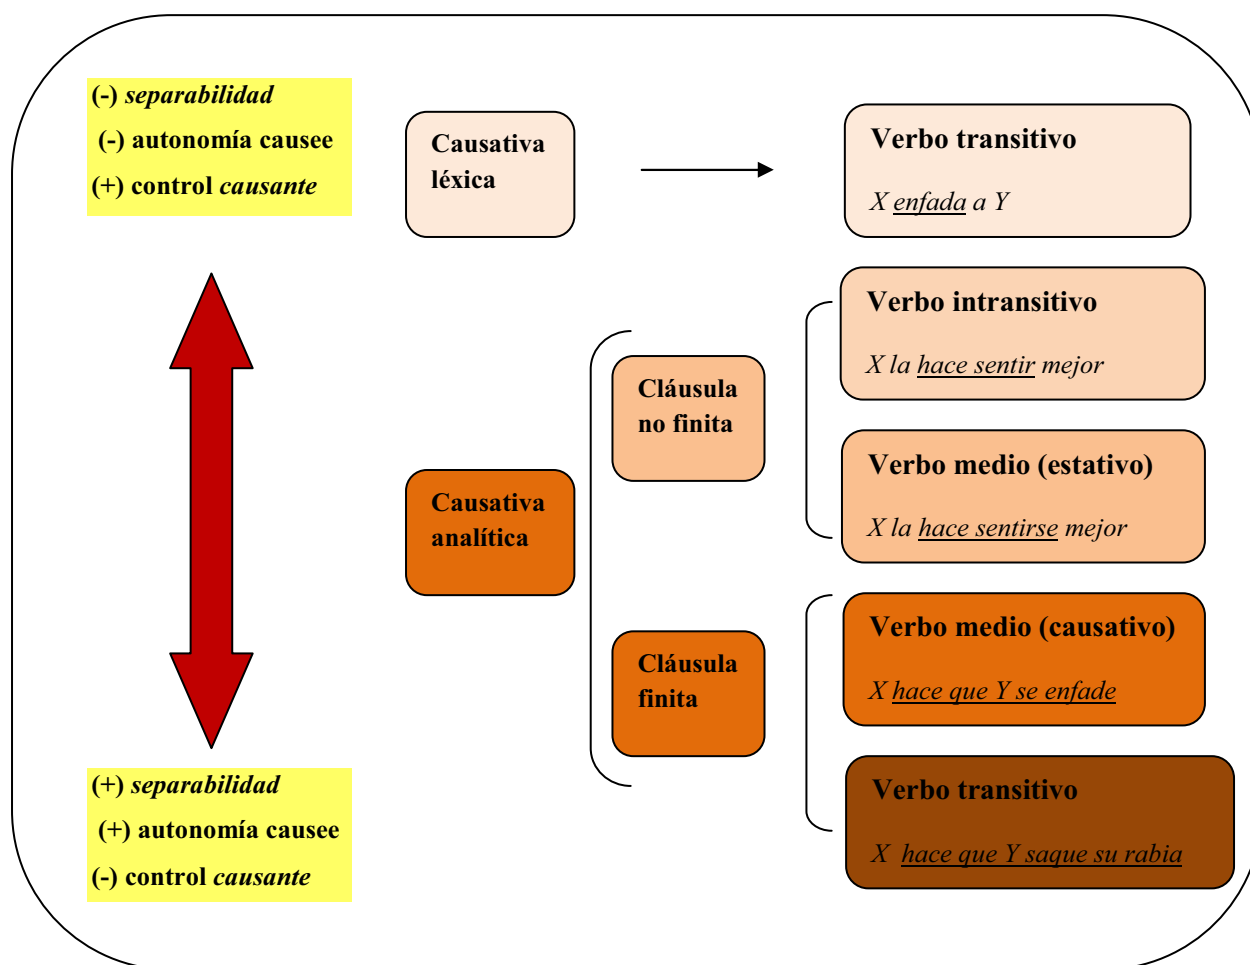 (-) separabilidad
(-) autonomía causee
(+) control causante
Causativa
léxica
Verbo transitivo
X enfada a Y
Verbo intransitivo
X la hace sentir mejor
Cláusula
no finita
Verbo medio (estativo)
X la hace sentirse mejor
Causativa
analítica
Verbo medio (causativo)
X hace que Y se enfade
Cláusula
finita
Verbo transitivo
X hace que Y saque su rabia
(+) separabilidad
(+) autonomía causee
(-) control causante